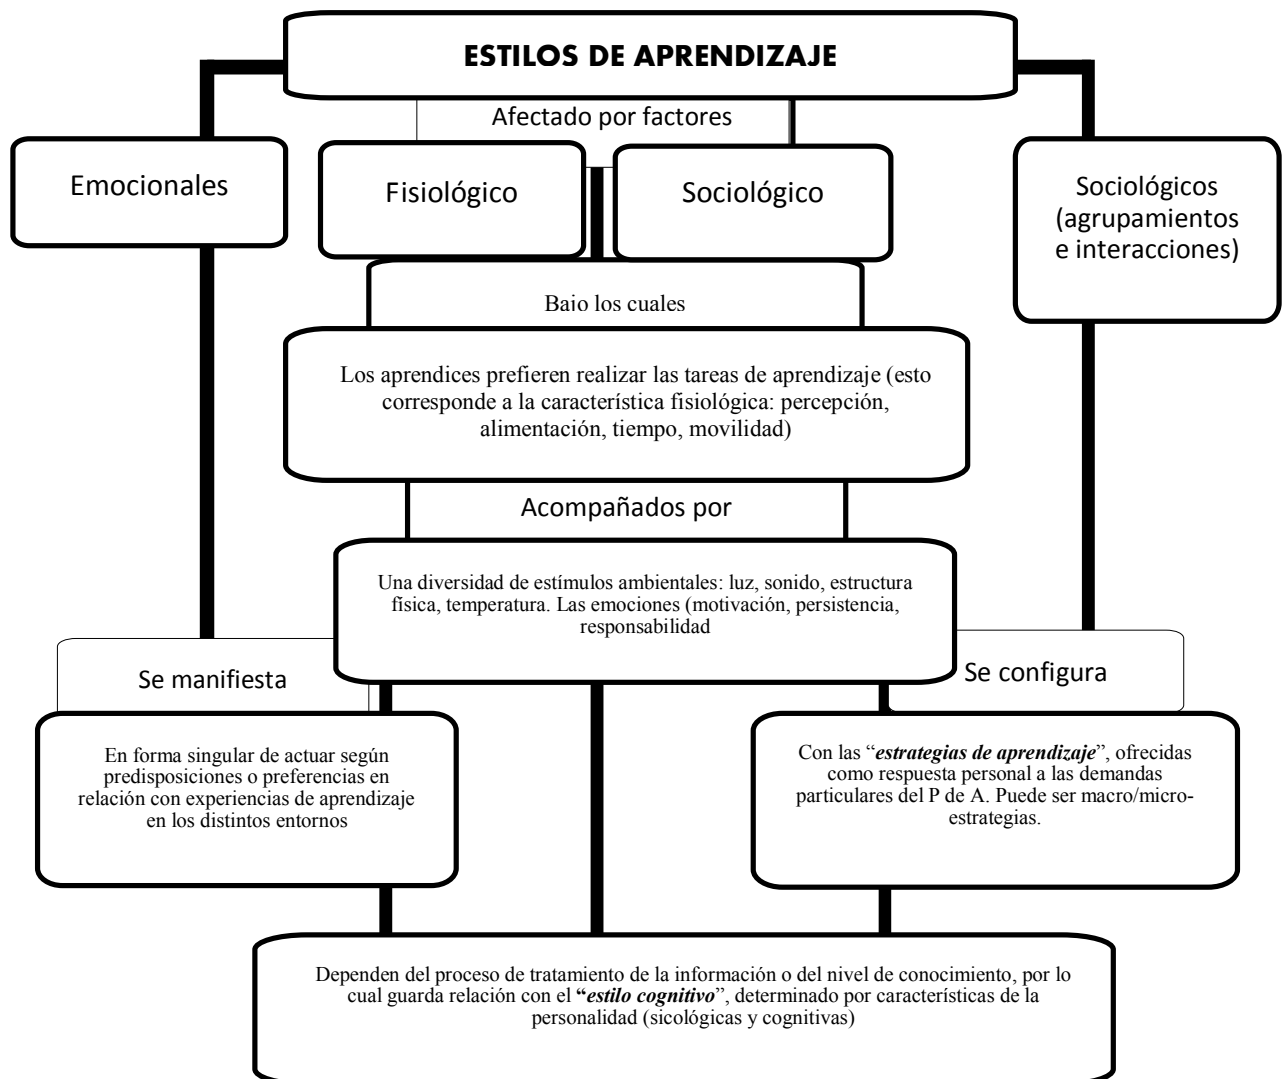 ESTILOS DE APRENDIZAJE
Afectado por factores
Emocionales
Fisiológico
Sociológico
Sociológicos
(agrupamientos
e interacciones)
Bajo los cuales
Los aprendices prefieren realizar las tareas de aprendizaje (esto
corresponde a la característica fisiológica: percepción,
alimentación, tiempo, movilidad)
Acompañados por
Una diversidad de estímulos ambientales: luz, sonido, estructura
física, temperatura. Las emociones (motivación, persistencia,
responsabilidad
Se manifiesta
Se configura
En forma singular de actuar según
predisposiciones o preferencias en
relación con experiencias de aprendizaje
en los distintos entornos
Con las “estrategias de aprendizaje”, ofrecidas
como respuesta personal a las demandas
particulares del P de A. Puede ser macro/micro-
estrategias.
Dependen del proceso de tratamiento de la información o del nivel de conocimiento, por lo
cual guarda relación con el “estilo cognitivo”, determinado por características de la
personalidad (sicológicas y cognitivas)